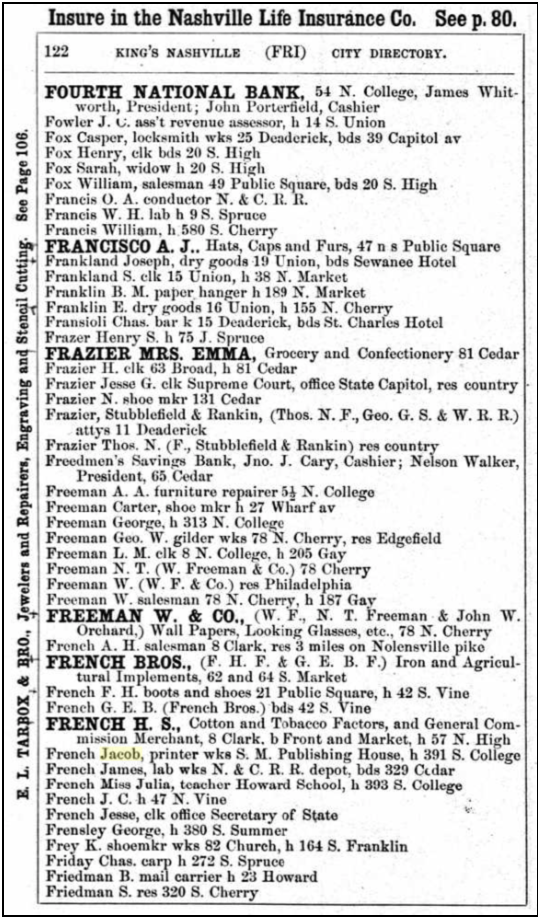 Insure in the Nashville Life Insurance Co. See p. 80.
122 KING'S NASHVILLE (FRI) CITY DIRECTORY.
FOURTH NATIONAL BANK, 54 N. College, James Whit-
worth, President; John Porterfield, Cashier
Fowler J. C. ass't revenue assessor, h 14 S. Union
Fox Casper, locksmith wks 25 Deaderick, bds 39 Capitol av
Fox Henry, clk bds 20 S. High
Fox Sarah, widow h 20 S. High
Fox William, salesman 49 Public Square, bds 20 S. High
Francis O. A. conductor N. & C. R. R.
Francis W. H. lab h 9 S. Spruce
Francis William, h 580 S. Cherry
FRANCISCO A. J., Hats, Caps and Furs, 47 n s Public Square
Frankland Joseph, dry goods 19 Union, bds Sewanee Hotel
Frankland S. clk 15 Union, h 38 N. Market
Franklin B. M. paper hanger h 189 N. Market
Franklin E. dry goods 16 Union, h 155 N. Cherry
Fransioli Chas. bar k 15 Deaderick, bds St. Charles Hotel
Frazer Henry S. h 75 J. Spruce
FRAZIER MRS. EMMA, Grocery and Confectionery 81 Cedar
Frazier H. clk 63 Broad, h 81 Cedar
Frazier Jesse G. clk Supreme Court, office State Capitol, res country
Frazier N. shoe mkr 131 Cedar
Frazier, Stubblefield & Rankin, (Thos. N. F., Geo. G. S. & W. R. R.)
attys 11 Deaderick
Frazier Thos. N. (F., Stubblefield & Rankin) res country
Freedmen's Savings Bank, Jno. J. Cary, Cashier; Nelson Walker,
President, 65 Cedar
Freeman A. A. furniture repairer 5½ N. College
Freeman Carter, shoe mkr h 27 Wharf av
Freeman George, h 313 N. College
Freeman Geo. W. gilder wks 78 N. Cherry, res Edgefield
Freeman L. M. clk 8 N. College, h 205 Gay
Freeman N. T. (W. Freeman & Co.) 78 Cherry
Freeman W. (W. F. & Co.) res Philadelphia
Freeman W. salesman 78 N. Cherry, h 187 Gay
FREEMAN W. & CO., (W. F., N. T. Freeman & John W.
Orchard,) Wall Papers, Looking Glasses, etc., 78 N. Cherry
French A. H. salesman 8 Clark, res 3 miles on Nolensville pike
FRENCH BROS., (F. H. F. & G. E. B. F.) Iron and Agricul-
tural Implements, 62 and 64 S. Market
French F. H. boots and shoes 21 Public Square, h 42 S. Vine
French G. E. B. (French Bros.) bds 42 S. Vine
FRENCH H. S., Cotton and Tobacco Factors, and General Com-
mission Merchant, 8 Clark. b Front and Market, h 57 N. High
French Jacob, printer wks S. M. Publishing House, h 391 S. College
French James, lab wks N. & C. R. R. depot, bds 329 Cedar
French Miss Julia, teacher Howard School, h 393 S. College
French J. C. h 47 N. Vine
French Jesse, clk office Secretary of State
Frensley George, h 380 S. Summer
Frey K. shoemkr wks 82 Church, h 164 S. Franklin
Friday Chas. carp h 272 S. Spruce
Friedman B. mail carrier h 23 Howard
Friedman S. res 320 S. Cherry
E. L. TARBOX & BRO., Jewelers and Repairers, Engraving and Stencil Cutting. See Page 106.